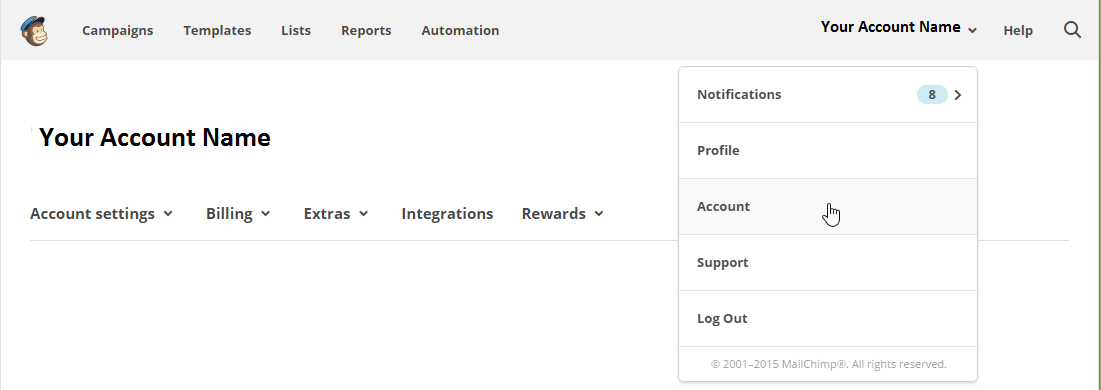 Campaigns Templates Lists Reports Automation Your Account Name Help
Notifications 8
Your Account Name
Profile
Account settings Billing Extras Integrations Rewards
Account
Support
Log Out
© 2001–2015 MailChimp®. All rights reserved.